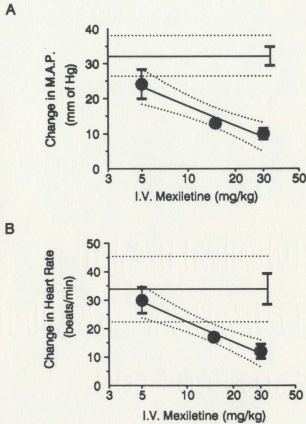 A
Change in M.A.P.
(mm of Hg)
40
30
20
10
0
3
5
10
30
50
I.V. Mexiletine (mg/kg)
B
Change in Heart Rate
(beats/min)
50
40
30
20
10
0
3
5
10
30
50
I.V. Mexiletine (mg/kg)